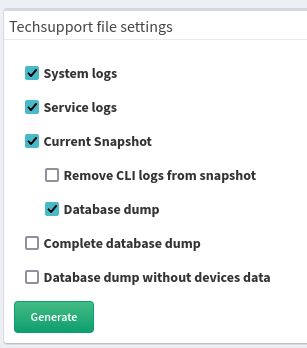 Techsupport file settings
System logs
Service logs
Current Snapshot
Remove CLI logs from snapshot
Database dump
Complete database dump
Database dump without devices data
Generate